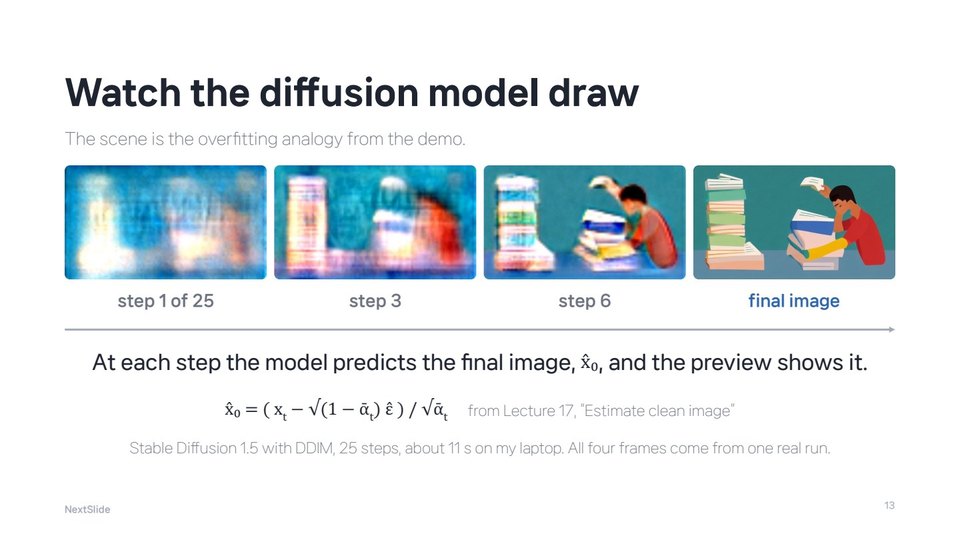 Watch the diffusion model draw
The scene is the overfitting analogy from the demo.
step 1 of 25
step 3
step 6
final image
At each step the model predicts the final image, x̂₀, and the preview shows it.
x̂₀ = ( xₜ − √(1 − ᾱₜ) ε̂ ) / √ᾱₜ from Lecture 17, "Estimate clean image"
Stable Diffusion 1.5 with DDIM, 25 steps, about 11 s on my laptop. All four frames come from one real run.
NextSlide
13